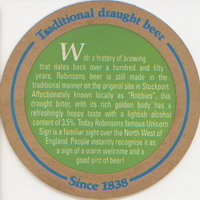 Traditional draught beer
With a history of brewing
that dates back over a hundred and fifty
years, Robinsons beer is still made in the
traditional manner on the original site in Stockport.
Affectionately known locally as "Robbies", this
draught bitter, with its rich golden body has a
refreshingly hoppy taste with a lightish alcohol
content of 3.5%. Today Robinsons famous Unicorn
Sign is a familiar sight over the North West of
England. People instantly recognise it as
a sign of a warm welcome and a
good pint of beer!
Since 1838